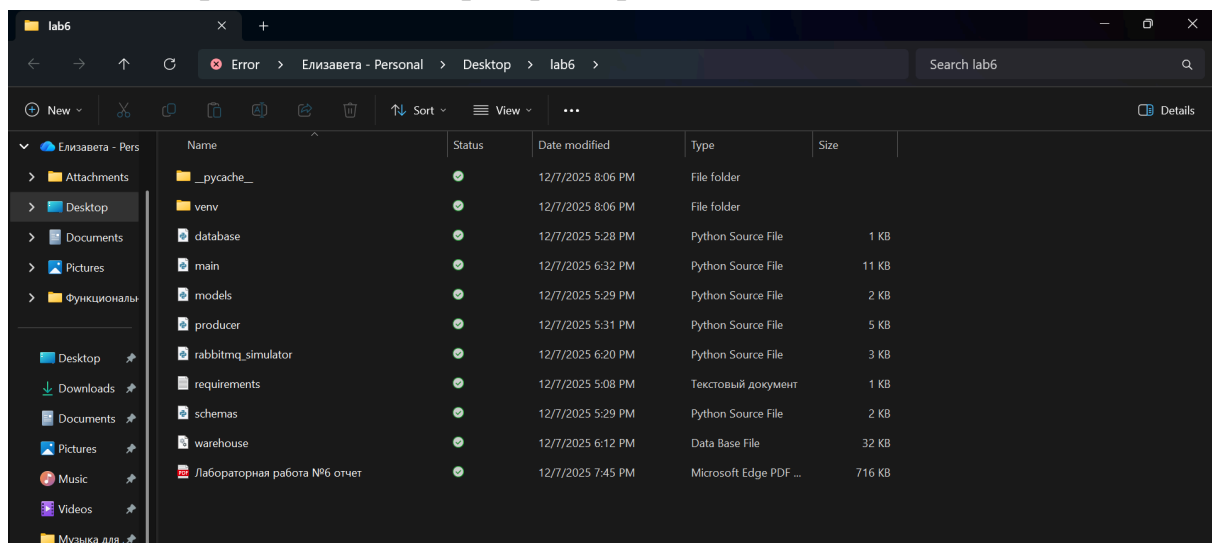 lab6
Error > Елизавета - Personal > Desktop > lab6 >
Search lab6
New
Sort
View
Details
Елизавета - Pers
Attachments
Desktop
Documents
Pictures
Функциональн
Desktop
Downloads
Documents
Pictures
Music
Videos
Музыка для
Name Status Date modified Type Size
__pycache__ 12/7/2025 8:06 PM File folder
venv 12/7/2025 8:06 PM File folder
database 12/7/2025 5:28 PM Python Source File 1 KB
main 12/7/2025 6:32 PM Python Source File 11 KB
models 12/7/2025 5:29 PM Python Source File 2 KB
producer 12/7/2025 5:31 PM Python Source File 5 KB
rabbitmq_simulator 12/7/2025 6:20 PM Python Source File 3 KB
requirements 12/7/2025 5:08 PM Текстовый документ 1 KB
schemas 12/7/2025 5:29 PM Python Source File 2 KB
warehouse 12/7/2025 6:12 PM Data Base File 32 KB
Лабораторная работа №6 отчет 12/7/2025 7:45 PM Microsoft Edge PDF ... 716 KB